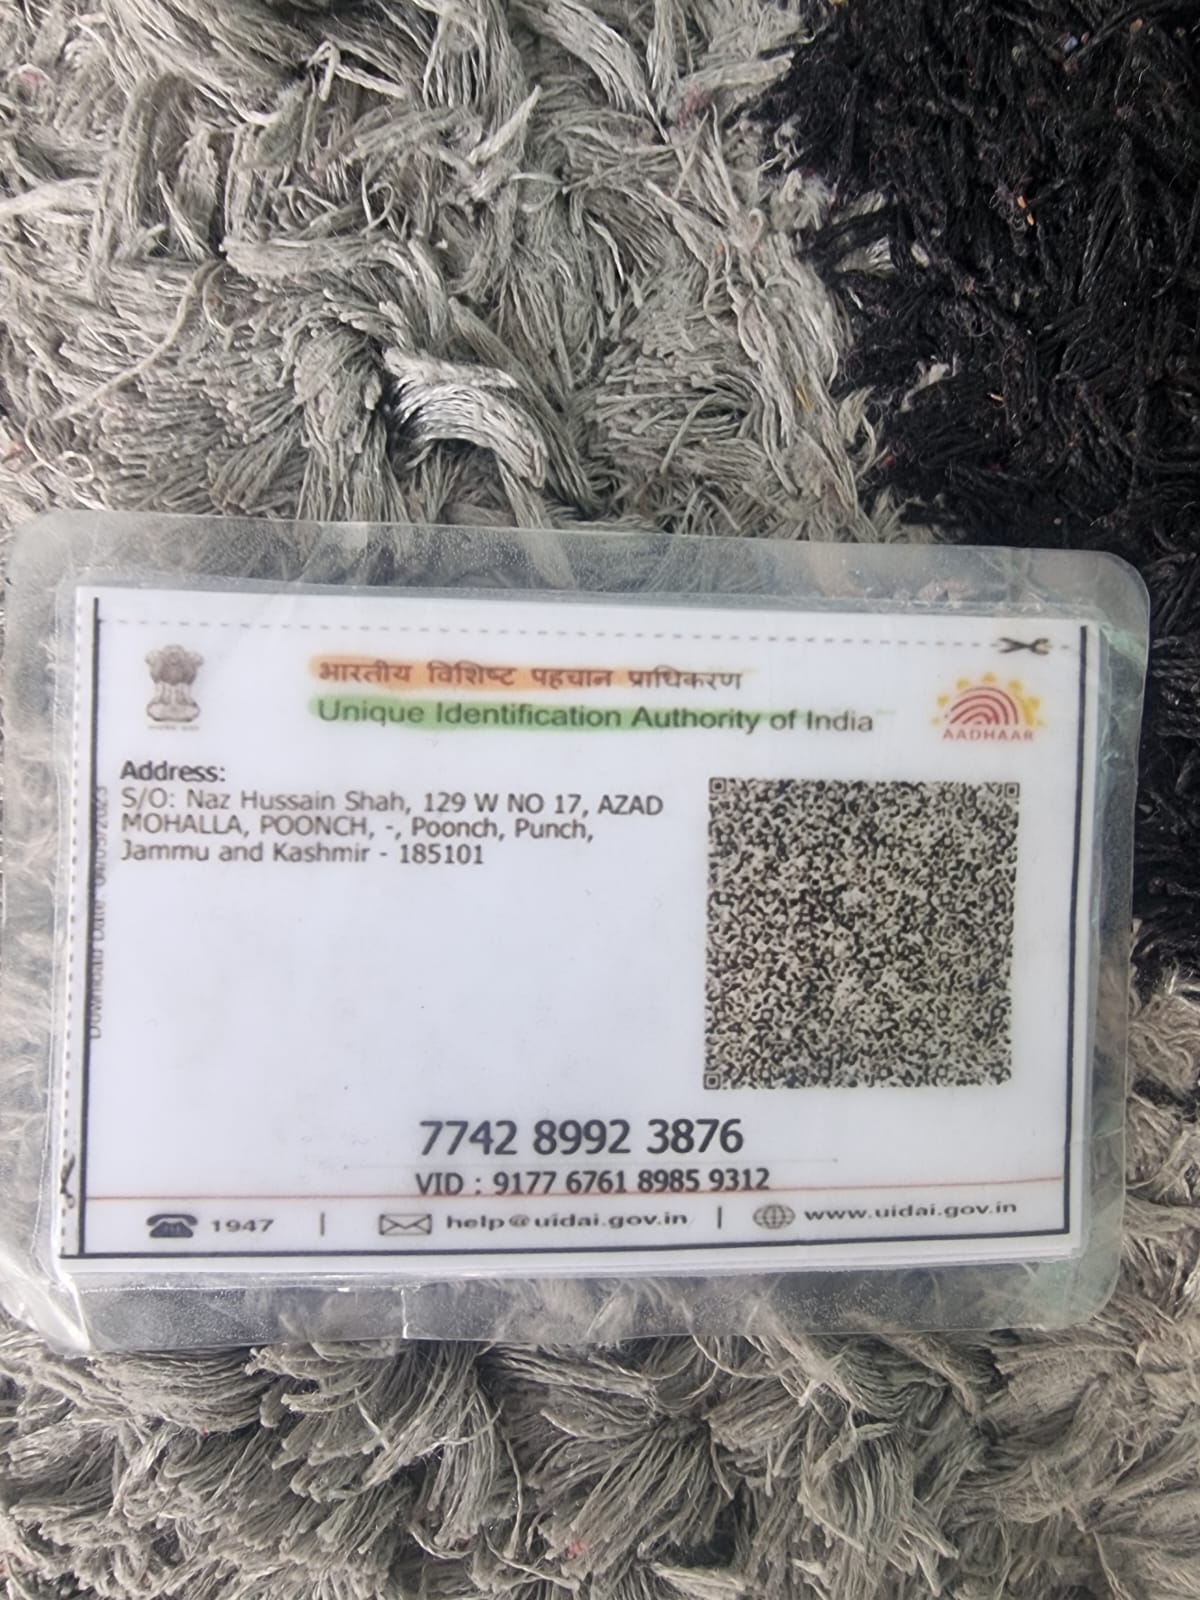 भारतीय विशिष्ट पहचान प्राधिकरण
Unique Identification Authority of India
AADHAAR
Address:
S/O: Naz Hussain Shah, 129 W NO 17, AZAD
MOHALLA, POONCH, -, Poonch, Punch,
Jammu and Kashmir - 185101
Download Date:
7742 8992 3876
VID : 9177 6761 8985 9312
1947 | help@uidai.gov.in | www.uidai.gov.in